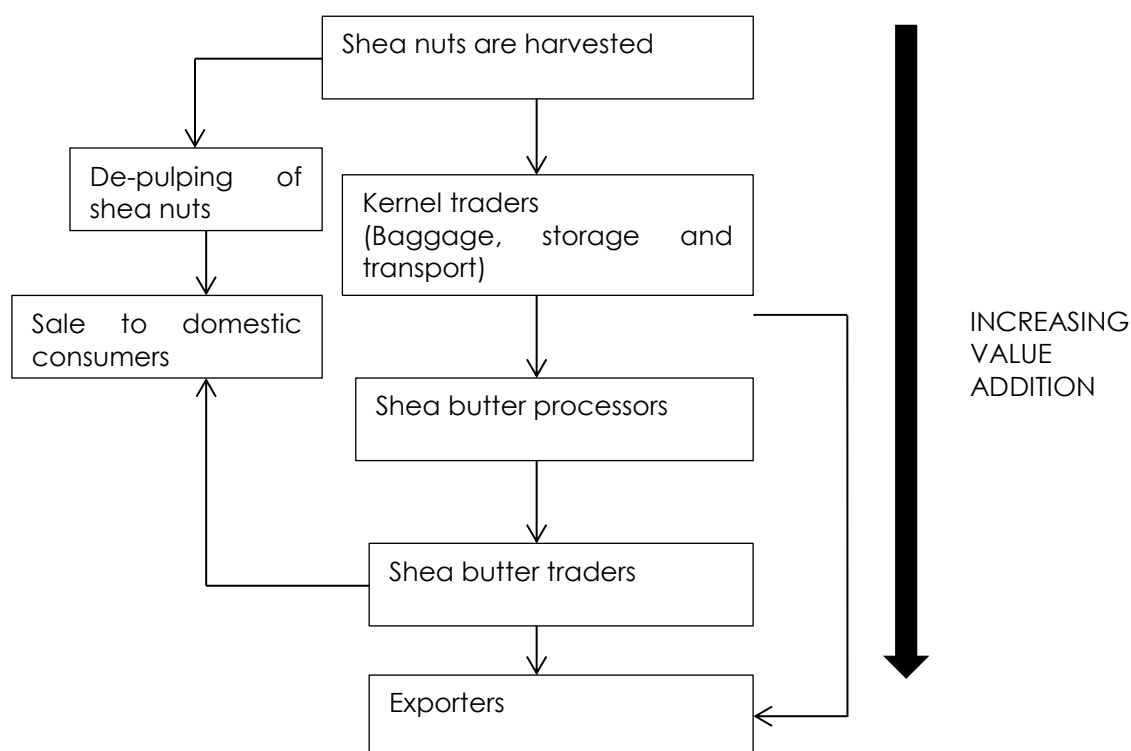 Shea nuts are harvested
De-pulping of
shea nuts
Kernel traders
(Baggage, storage and
transport)
Sale to domestic
consumers
INCREASING
VALUE
ADDITION
Shea butter processors
Shea butter traders
Exporters